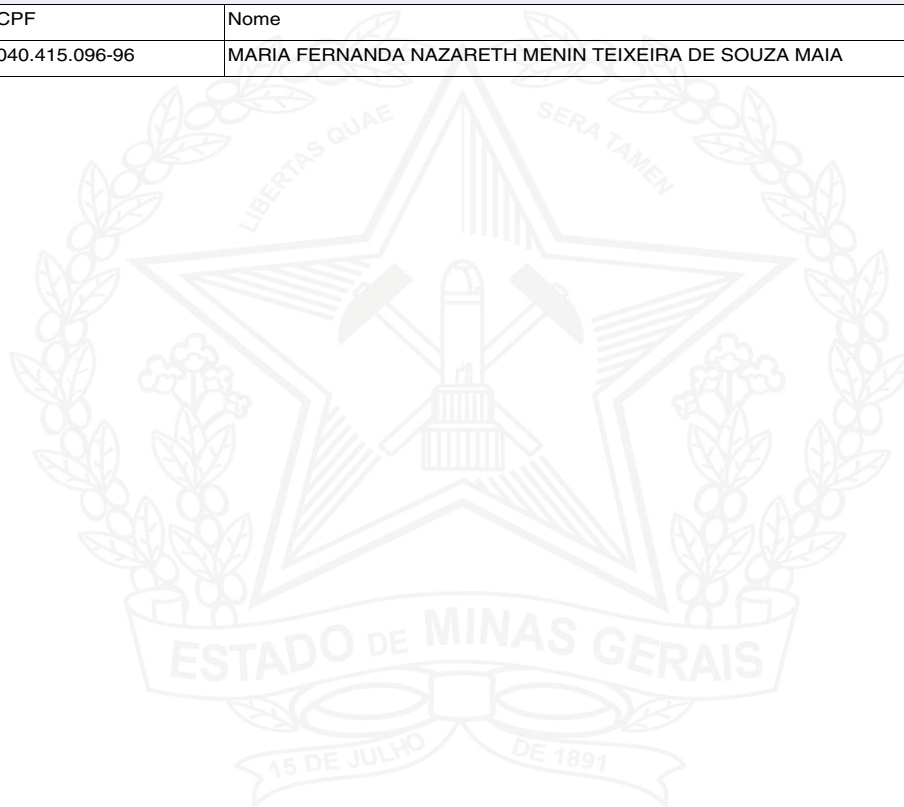 CPF Nome
040.415.096-96 MARIA FERNANDA NAZARETH MENIN TEIXEIRA DE SOUZA MAIA
LIBERTAS QUAE SERA TAMEN
ESTADO DE MINAS GERAIS
15 DE JULHO DE 1891